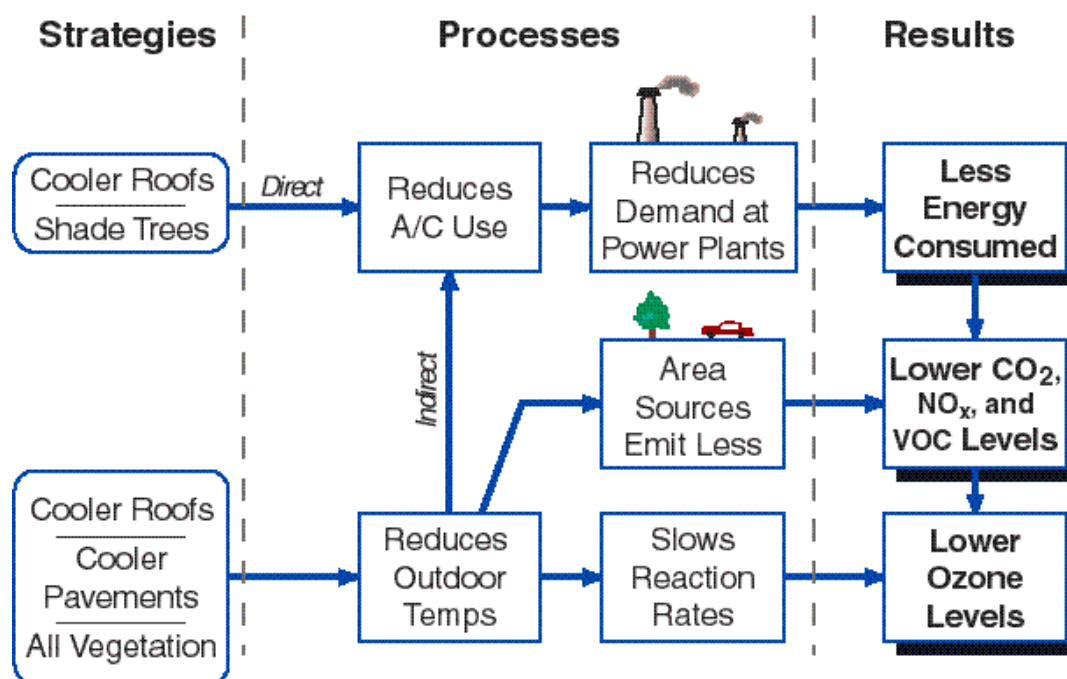 Strategies
Processes
Results
Cooler Roofs
Shade Trees
Direct
Reduces
A/C Use
Reduces
Demand at
Power Plants
Less
Energy
Consumed
Indirect
Area
Sources
Emit Less
Lower CO₂,
NOₓ, and
VOC Levels
Cooler Roofs
Cooler
Pavements
All Vegetation
Reduces
Outdoor
Temps
Slows
Reaction
Rates
Lower
Ozone
Levels